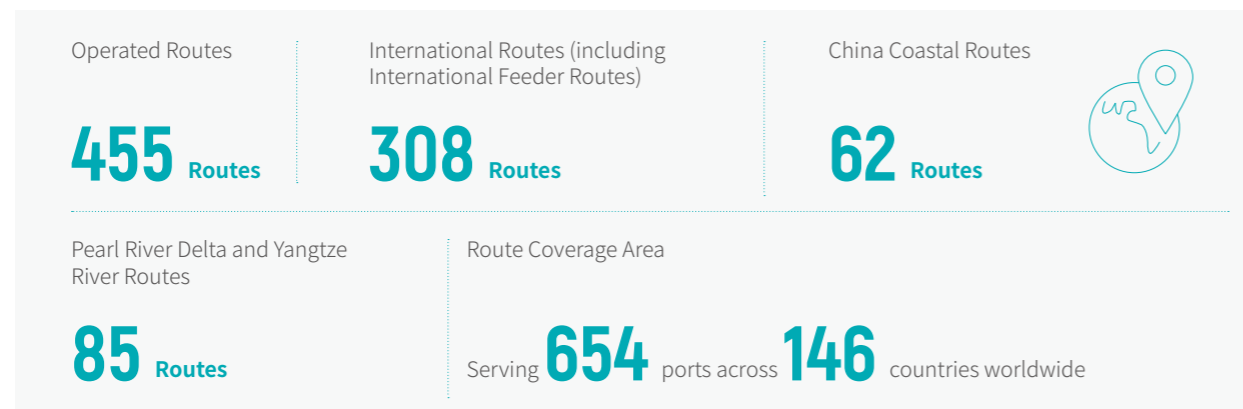 Operated Routes
455 Routes
International Routes (including
International Feeder Routes)
308 Routes
China Coastal Routes
62 Routes
Pearl River Delta and Yangtze
River Routes
85 Routes
Route Coverage Area
Serving 654 ports across 146 countries worldwide